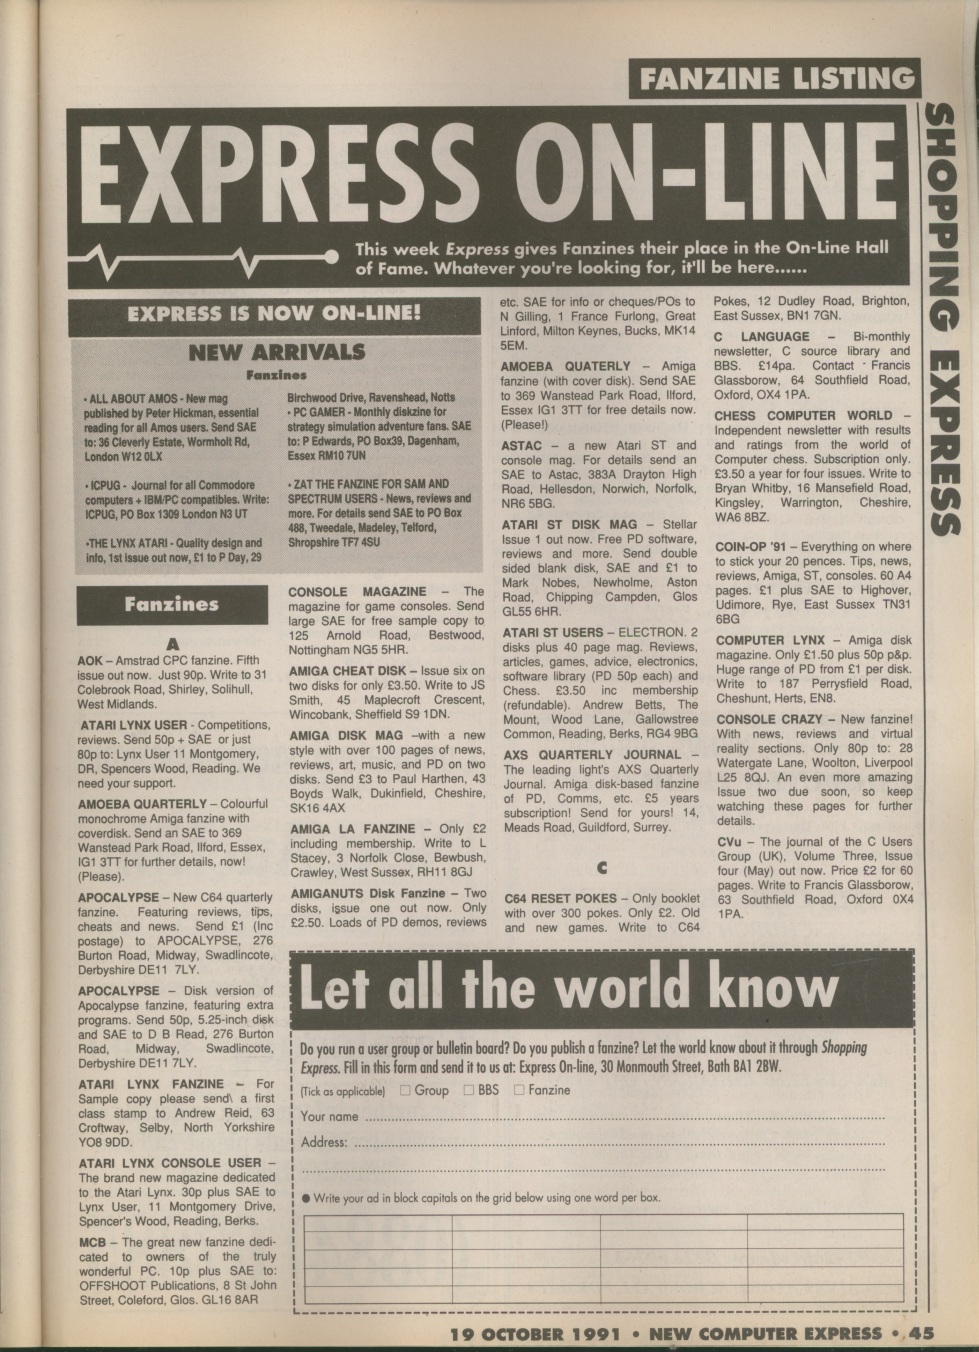 FANZINE LISTING
SHOPPING EXPRESS
EXPRESS ON-LINE
This week Express gives Fanzines their place in the On-Line Hall
of Fame. Whatever you're looking for, it'll be here......
EXPRESS IS NOW ON-LINE!
NEW ARRIVALS
Fanzines
• ALL ABOUT AMOS - New mag
published by Peter Hickman, essential
reading for all Amos users. Send SAE
to: 36 Cleverly Estate, Wormholt Rd,
London W12 0LX
• ICPUG - Journal for all Commodore
computers + IBM/PC compatibles. Write:
ICPUG, PO Box 1309 London N3 UT
•THE LYNX ATARI - Quality design and
info, 1st issue out now, £1 to P Day, 29
Birchwood Drive, Ravenshead, Notts
• PC GAMER - Monthly diskzine for
strategy simulation adventure fans. SAE
to: P Edwards, PO Box39, Dagenham,
Essex RM10 7UN
• ZAT THE FANZINE FOR SAM AND
SPECTRUM USERS - News, reviews and
more. For details send SAE to PO Box
488, Tweedale, Madeley, Telford,
Shropshire TF7 4SU
Fanzines
A
AOK – Amstrad CPC fanzine. Fifth
issue out now. Just 90p. Write to 31
Colebrook Road, Shirley, Solihull,
West Midlands.
ATARI LYNX USER - Competitions,
reviews. Send 50p + SAE or just
80p to: Lynx User 11 Montgomery,
DR, Spencers Wood, Reading. We
need your support.
AMOEBA QUARTERLY – Colourful
monochrome Amiga fanzine with
coverdisk. Send an SAE to 369
Wanstead Park Road, Ilford, Essex,
IG1 3TT for further details, now!
(Please).
APOCALYPSE – New C64 quarterly
fanzine. Featuring reviews, tips,
cheats and news. Send £1 (Inc
postage) to APOCALYPSE, 276
Burton Road, Midway, Swadlincote,
Derbyshire DE11 7LY.
APOCALYPSE – Disk version of
Apocalypse fanzine, featuring extra
programs. Send 50p, 5.25-inch disk
and SAE to D B Read, 276 Burton
Road, Midway, Swadlincote,
Derbyshire DE11 7LY.
ATARI LYNX FANZINE – For
Sample copy please send\ a first
class stamp to Andrew Reid, 63
Croftway, Selby, North Yorkshire
YO8 9DD.
ATARI LYNX CONSOLE USER –
The brand new magazine dedicated
to the Atari Lynx. 30p plus SAE to
Lynx User, 11 Montgomery Drive,
Spencer's Wood, Reading, Berks.
MCB – The great new fanzine dedi-
cated to owners of the truly
wonderful PC. 10p plus SAE to:
OFFSHOOT Publications, 8 St John
Street, Coleford, Glos. GL16 8AR
CONSOLE MAGAZINE – The
magazine for game consoles. Send
large SAE for free sample copy to
125 Arnold Road, Bestwood,
Nottingham NG5 5HR.
AMIGA CHEAT DISK – Issue six on
two disks for only £3.50. Write to JS
Smith, 45 Maplecroft Crescent,
Wincobank, Sheffield S9 1DN.
AMIGA DISK MAG –with a new
style with over 100 pages of news,
reviews, art, music, and PD on two
disks. Send £3 to Paul Harthen, 43
Boyds Walk, Dukinfield, Cheshire,
SK16 4AX
AMIGA LA FANZINE – Only £2
including membership. Write to L
Stacey, 3 Norfolk Close, Bewbush,
Crawley, West Sussex, RH11 8GJ
AMIGANUTS Disk Fanzine – Two
disks, issue one out now. Only
£2.50. Loads of PD demos, reviews
etc. SAE for info or cheques/POs to
N Gilling, 1 France Furlong, Great
Linford, Milton Keynes, Bucks, MK14
5EM.
AMOEBA QUATERLY – Amiga
fanzine (with cover disk). Send SAE
to 369 Wanstead Park Road, Ilford,
Essex IG1 3TT for free details now.
(Please!)
ASTAC – a new Atari ST and
console mag. For details send an
SAE to Astac, 383A Drayton High
Road, Hellesdon, Norwich, Norfolk,
NR6 5BG.
ATARI ST DISK MAG – Stellar
Issue 1 out now. Free PD software,
reviews and more. Send double
sided blank disk, SAE and £1 to
Mark Nobes, Newholme, Aston
Road, Chipping Campden, Glos
GL55 6HR.
ATARI ST USERS – ELECTRON. 2
disks plus 40 page mag. Reviews,
articles, games, advice, electronics,
software library (PD 50p each) and
Chess. £3.50 inc membership
(refundable). Andrew Betts, The
Mount, Wood Lane, Gallowstree
Common, Reading, Berks, RG4 9BG
AXS QUARTERLY JOURNAL –
The leading light's AXS Quarterly
Journal. Amiga disk-based fanzine
of PD, Comms, etc. £5 years
subscription! Send for yours! 14,
Meads Road, Guildford, Surrey.
C
C64 RESET POKES – Only booklet
with over 300 pokes. Only £2. Old
and new games. Write to C64
Pokes, 12 Dudley Road, Brighton,
East Sussex, BN1 7GN.
C LANGUAGE – Bi-monthly
newsletter, C source library and
BBS. £14pa. Contact Francis
Glassborow, 64 Southfield Road,
Oxford, OX4 1PA.
CHESS COMPUTER WORLD –
Independent newsletter with results
and ratings from the world of
Computer chess. Subscription only.
£3.50 a year for four issues. Write to
Bryan Whitby, 16 Mansefield Road,
Kingsley, Warrington, Cheshire,
WA6 8BZ.
COIN-OP '91 – Everything on where
to stick your 20 pences. Tips, news,
reviews, Amiga, ST, consoles. 60 A4
pages. £1 plus SAE to Highover,
Udimore, Rye, East Sussex TN31
6BG
COMPUTER LYNX – Amiga disk
magazine. Only £1.50 plus 50p p&p.
Huge range of PD from £1 per disk.
Write to 187 Perrysfield Road,
Cheshunt, Herts, EN8.
CONSOLE CRAZY – New fanzine!
With news, reviews and virtual
reality sections. Only 80p to: 28
Watergate Lane, Woolton, Liverpool
L25 8QJ. An even more amazing
Issue two due soon, so keep
watching these pages for further
details.
CVu – The journal of the C Users
Group (UK), Volume Three, Issue
four (May) out now. Price £2 for 60
pages. Write to Francis Glassborow,
63 Southfield Road, Oxford 0X4
1PA.
Let all the world know
Do you run a user group or bulletin board? Do you publish a fanzine? Let the world know about it through Shopping
Express. Fill in this form and send it to us at: Express On-line, 30 Monmouth Street, Bath BA1 2BW.
(Tick as applicable) □ Group □ BBS □ Fanzine
Your name
Address:
● Write your ad in block capitals on the grid below using one word per box.
19 OCTOBER 1991 • NEW COMPUTER EXPRESS • 45